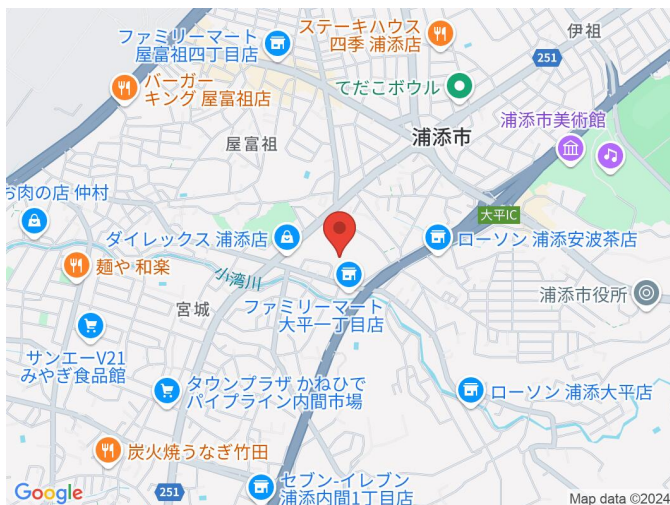 ステーキハウス
四季 浦添店
伊祖
ファミリーマート
屋富祖四丁目店
251
てだこボウル
バーガー
キング 屋富祖店
浦添市
浦添市美術館
屋富祖
お肉の店 仲村
大平IC
ダイレックス 浦添店
ローソン 浦添安波茶店
麺や 和楽
小湾川
宮城
ファミリーマート
大平一丁目店
浦添市役所
サンエーV21
みやぎ食品館
タウンプラザ かねひで
パイプライン内間市場
ローソン 浦添大平店
炭火焼うなぎ竹田
251
セブン-イレブン
浦添内間1丁目店
Google
Map data ©2024